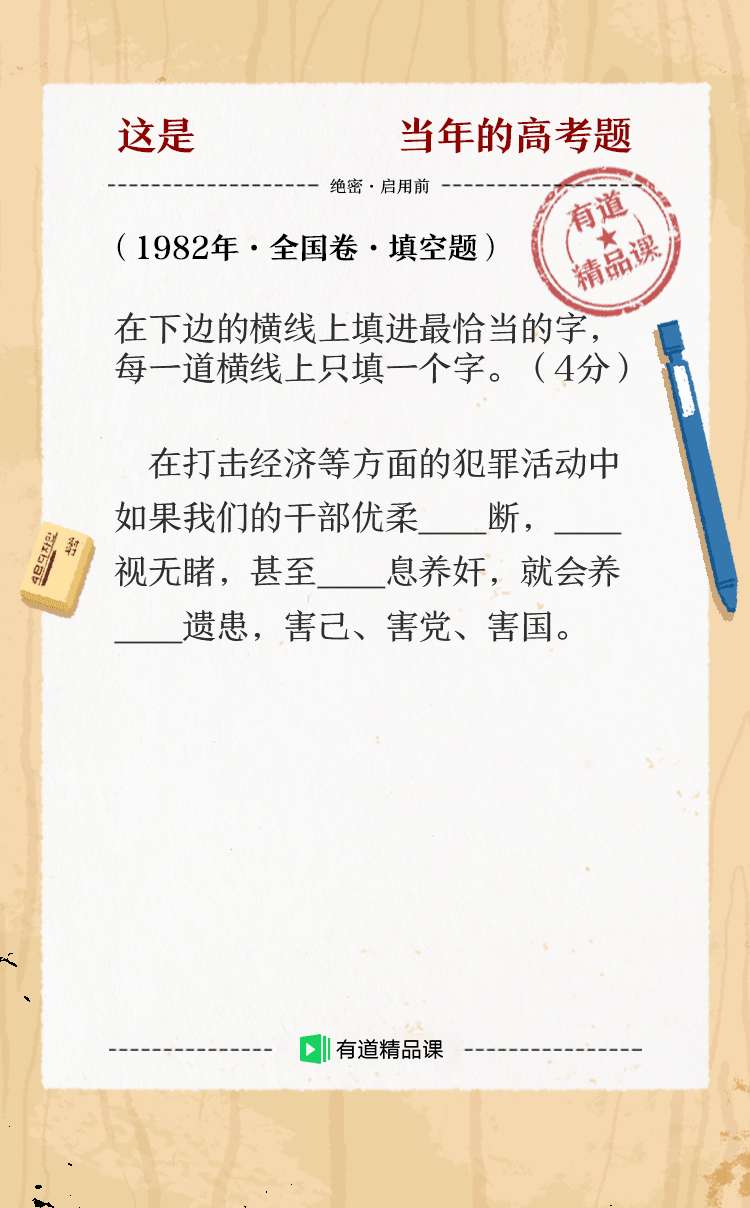 这是 当年的高考题
绝密·启用前
（1982年·全国卷·填空题）
有道
精品课
在下边的横线上填进最恰当的字，
每一道横线上只填一个字。（4分）
在打击经济等方面的犯罪活动中
如果我们的干部优柔____断，____
视无睹，甚至____息养奸，就会养
____遗患，害己、害党、害国。
有道精品课